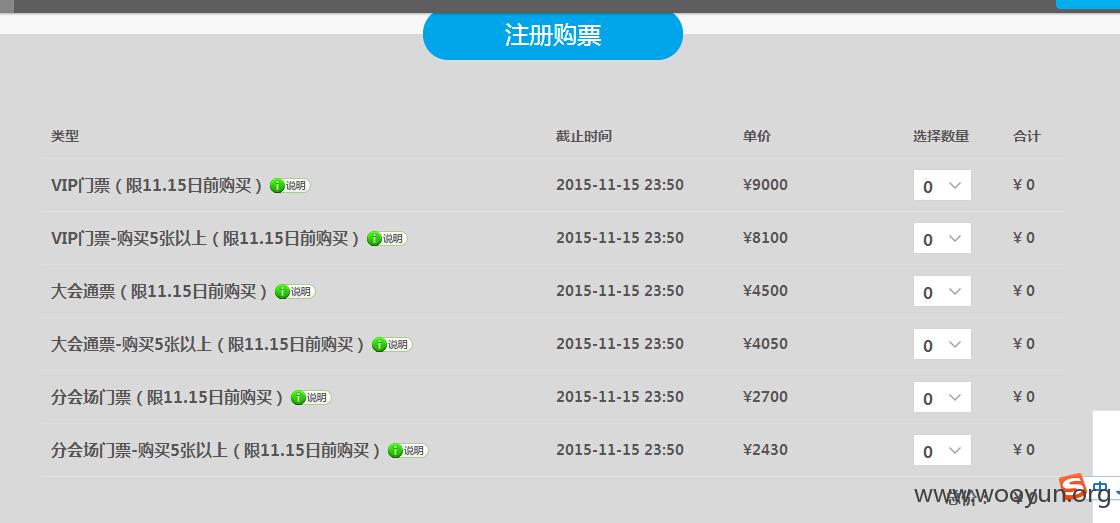 注册购票
类型 截止时间 单价 选择数量 合计
VIP门票（限11.15日前购买） 说明 2015-11-15 23:50 ¥9000 0 ¥ 0
VIP门票-购买5张以上（限11.15日前购买） 说明 2015-11-15 23:50 ¥8100 0 ¥ 0
大会通票（限11.15日前购买） 说明 2015-11-15 23:50 ¥4500 0 ¥ 0
大会通票-购买5张以上（限11.15日前购买） 说明 2015-11-15 23:50 ¥4050 0 ¥ 0
分会场门票（限11.15日前购买） 说明 2015-11-15 23:50 ¥2700 0 ¥ 0
分会场门票-购买5张以上（限11.15日前购买） 说明 2015-11-15 23:50 ¥2430 0 ¥ 0
总价： ¥ 0
中
www.wooyun.org